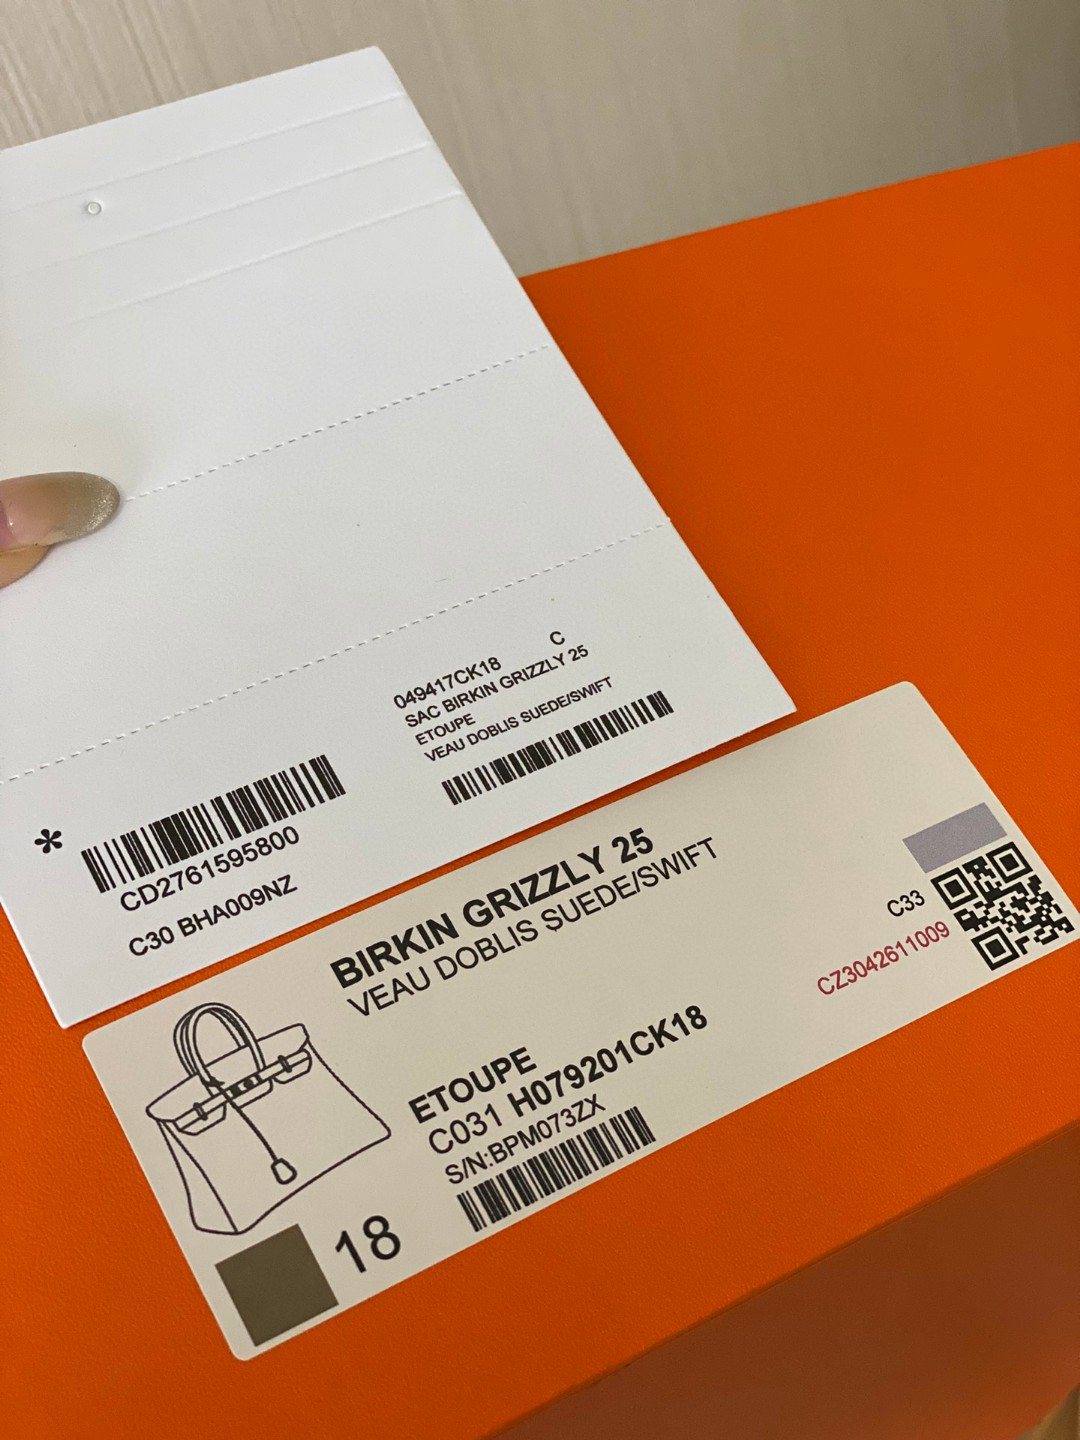 049417CK18 C
SAC BIRKIN GRIZZLY 25
ETOUPE
VEAU DOBLIS SUEDE/SWIFT
*
CD2761595800
C30 BHA009NZ
BIRKIN GRIZZLY 25
VEAU DOBLIS SUEDE/SWIFT
C33
CZ3042611009
ETOUPE
C031 H079201CK18
S/N:BPM073ZX
18